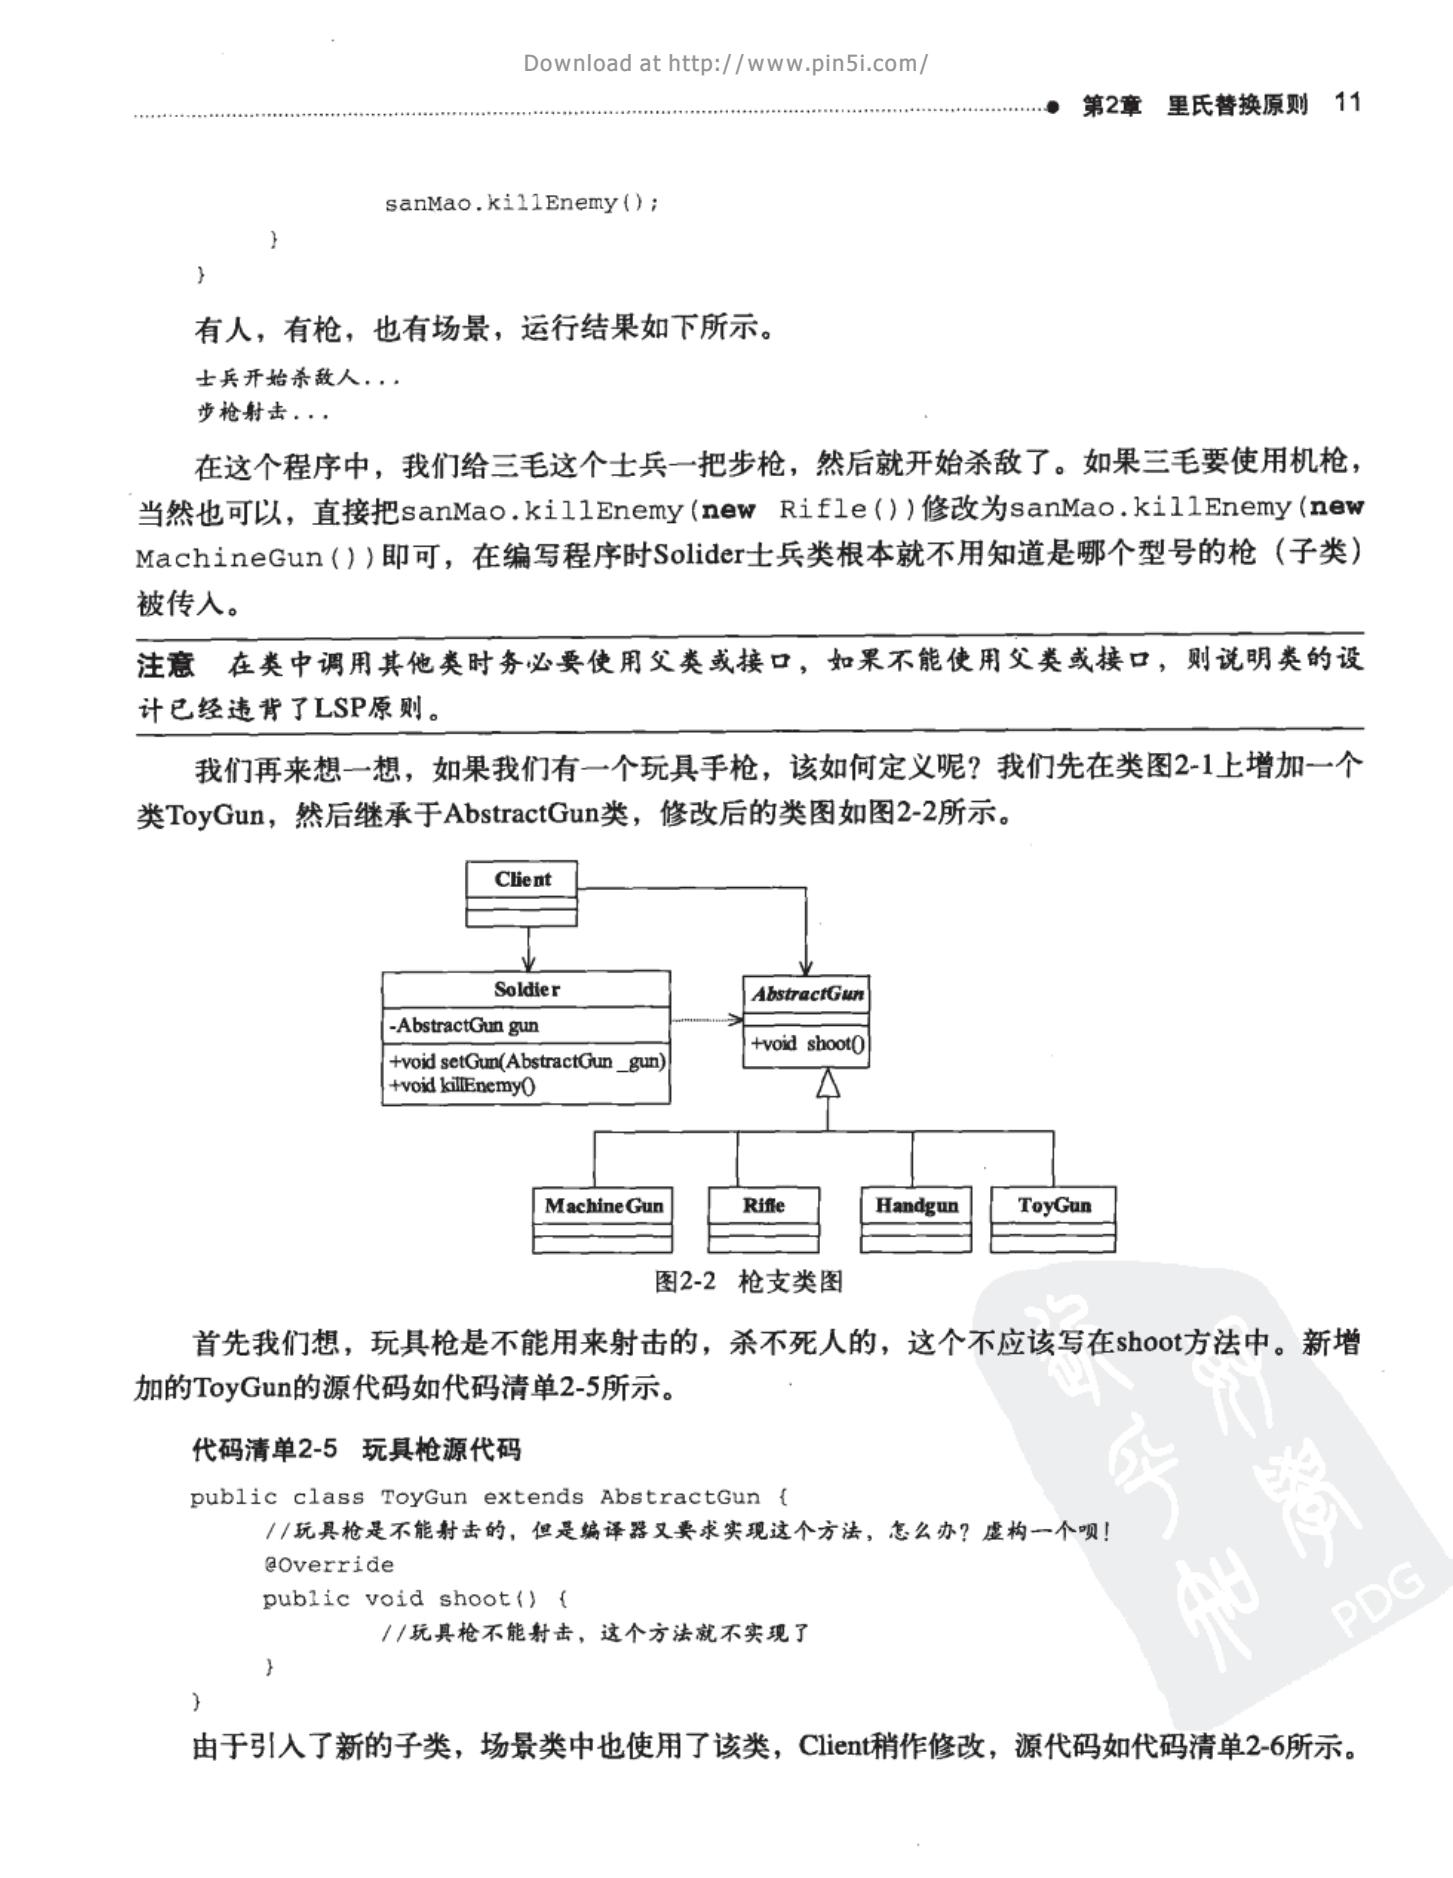 Download at http://www.pin5i.com/
第2章 里氏替换原则 11
sanMao.killEnemy();
}
}
有人，有枪，也有场景，运行结果如下所示。
士兵开始杀敌人...
步枪射击...
在这个程序中，我们给三毛这个士兵一把步枪，然后就开始杀敌了。如果三毛要使用机枪，
当然也可以，直接把sanMao.killEnemy(new Rifle())修改为sanMao.killEnemy(new
MachineGun())即可，在编写程序时Solider士兵类根本就不用知道是哪个型号的枪（子类）
被传入。
注意 在类中调用其他类时务必要使用父类或接口，如果不能使用父类或接口，则说明类的设
计已经违背了LSP原则。
我们再来想一想，如果我们有一个玩具手枪，该如何定义呢？我们先在类图2-1上增加一个
类ToyGun，然后继承于AbstractGun类，修改后的类图如图2-2所示。
Client
Soldier
-AbstractGun gun
+void setGun(AbstractGun _gun)
+void killEnemy()
AbstractGun
+void shoot()
MachineGun
Rifle
Handgun
ToyGun
图2-2 枪支类图
首先我们想，玩具枪是不能用来射击的，杀不死人的，这个不应该写在shoot方法中。新增
加的ToyGun的源代码如代码清单2-5所示。
代码清单2-5 玩具枪源代码
public class ToyGun extends AbstractGun {
//玩具枪是不能射击的，但是编译器又要求实现这个方法，怎么办？虚构一个呗！
@Override
public void shoot() {
//玩具枪不能射击，这个方法就不实现了
}
}
由于引入了新的子类，场景类中也使用了该类，Client稍作修改，源代码如代码清单2-6所示。
PDG